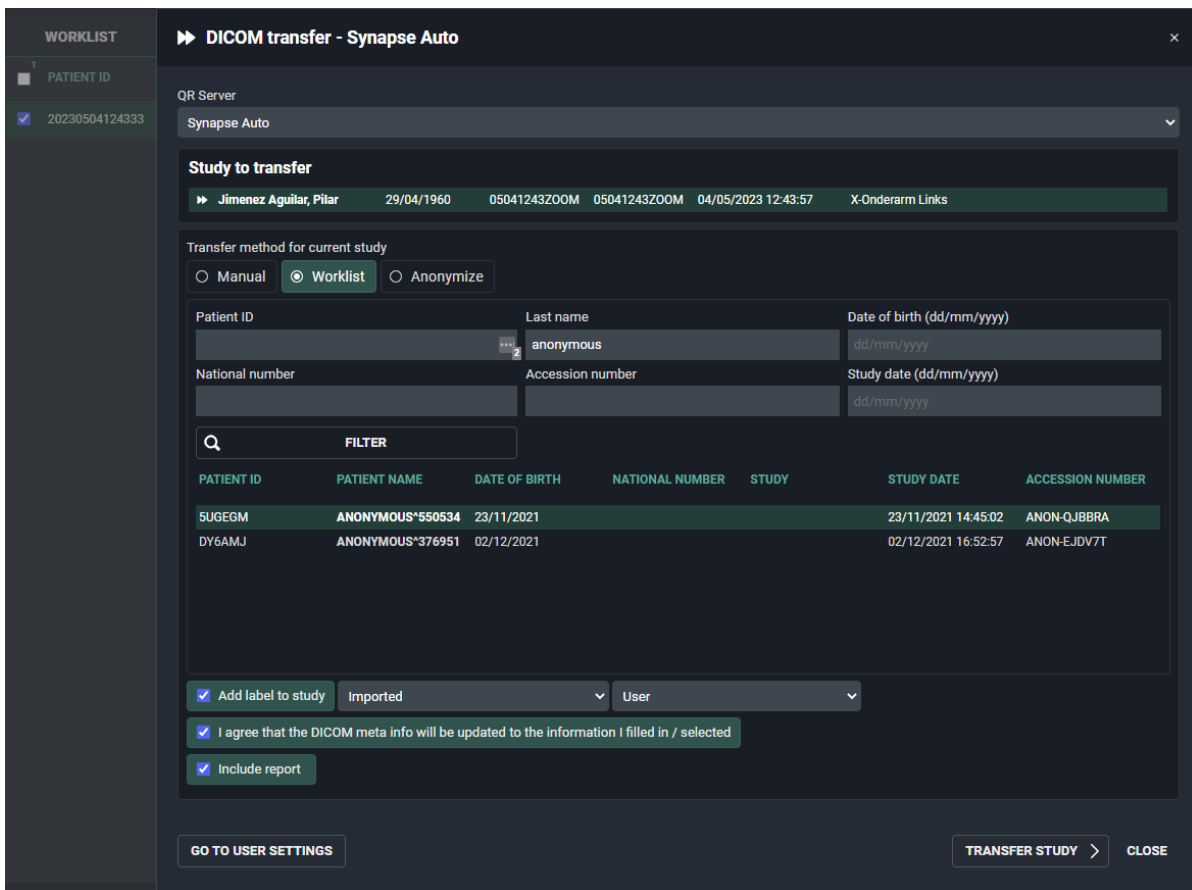 WORKLIST
1
PATIENT ID
20230504124333
DICOM transfer - Synapse Auto
×
QR Server
Synapse Auto
Study to transfer
Jimenez Aguilar, Pilar 29/04/1960 05041243ZOOM 05041243ZOOM 04/05/2023 12:43:57 X-Onderarm Links
Transfer method for current study
Manual Worklist Anonymize
Patient ID Last name Date of birth (dd/mm/yyyy)
2 anonymous dd/mm/yyyy
National number Accession number Study date (dd/mm/yyyy)
dd/mm/yyyy
FILTER
PATIENT ID PATIENT NAME DATE OF BIRTH NATIONAL NUMBER STUDY STUDY DATE ACCESSION NUMBER
5UGEGM ANONYMOUS^550534 23/11/2021 23/11/2021 14:45:02 ANON-QJBBRA
DY6AMJ ANONYMOUS^376951 02/12/2021 02/12/2021 16:52:57 ANON-EJDV7T
Add label to study Imported User
I agree that the DICOM meta info will be updated to the information I filled in / selected
Include report
GO TO USER SETTINGS TRANSFER STUDY CLOSE